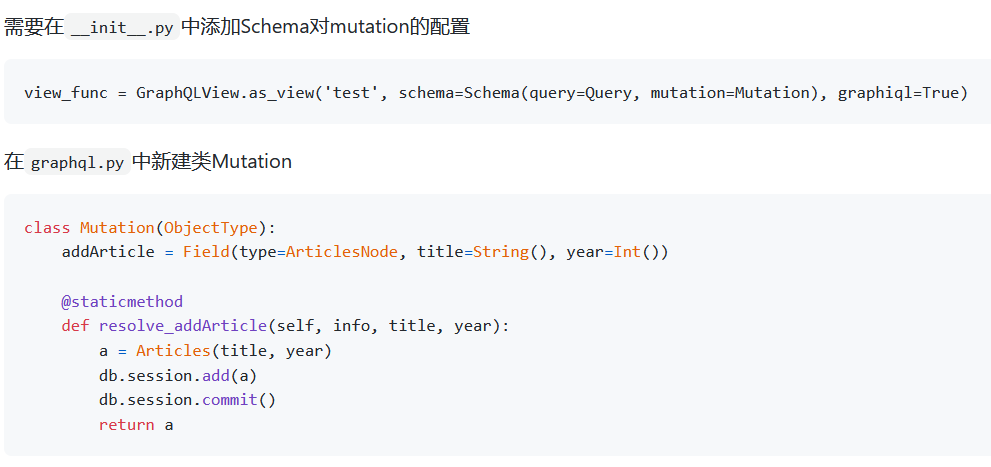 需要在 __init__.py 中添加Schema对mutation的配置
view_func = GraphQLView.as_view('test', schema=Schema(query=Query, mutation=Mutation), graphiql=True)
在 graphql.py 中新建类Mutation
class Mutation(ObjectType):
    addArticle = Field(type=ArticlesNode, title=String(), year=Int())
    @staticmethod
    def resolve_addArticle(self, info, title, year):
        a = Articles(title, year)
        db.session.add(a)
        db.session.commit()
        return a